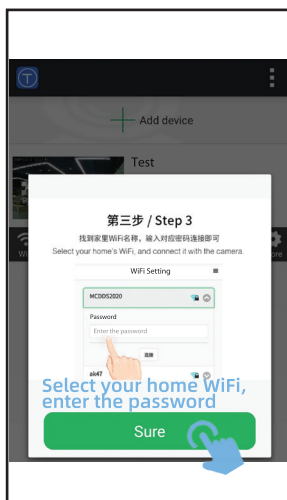 T
Add device
Test
第三步 / Step 3
找到家里WiFi名称，输入对应密码连接即可
Select your home's WiFi, and connect it with the camera.
WiFi Setting
MCDDS2020
Password
Enter the password
连接
ak47
Select your home WiFi,
enter the password
Sure